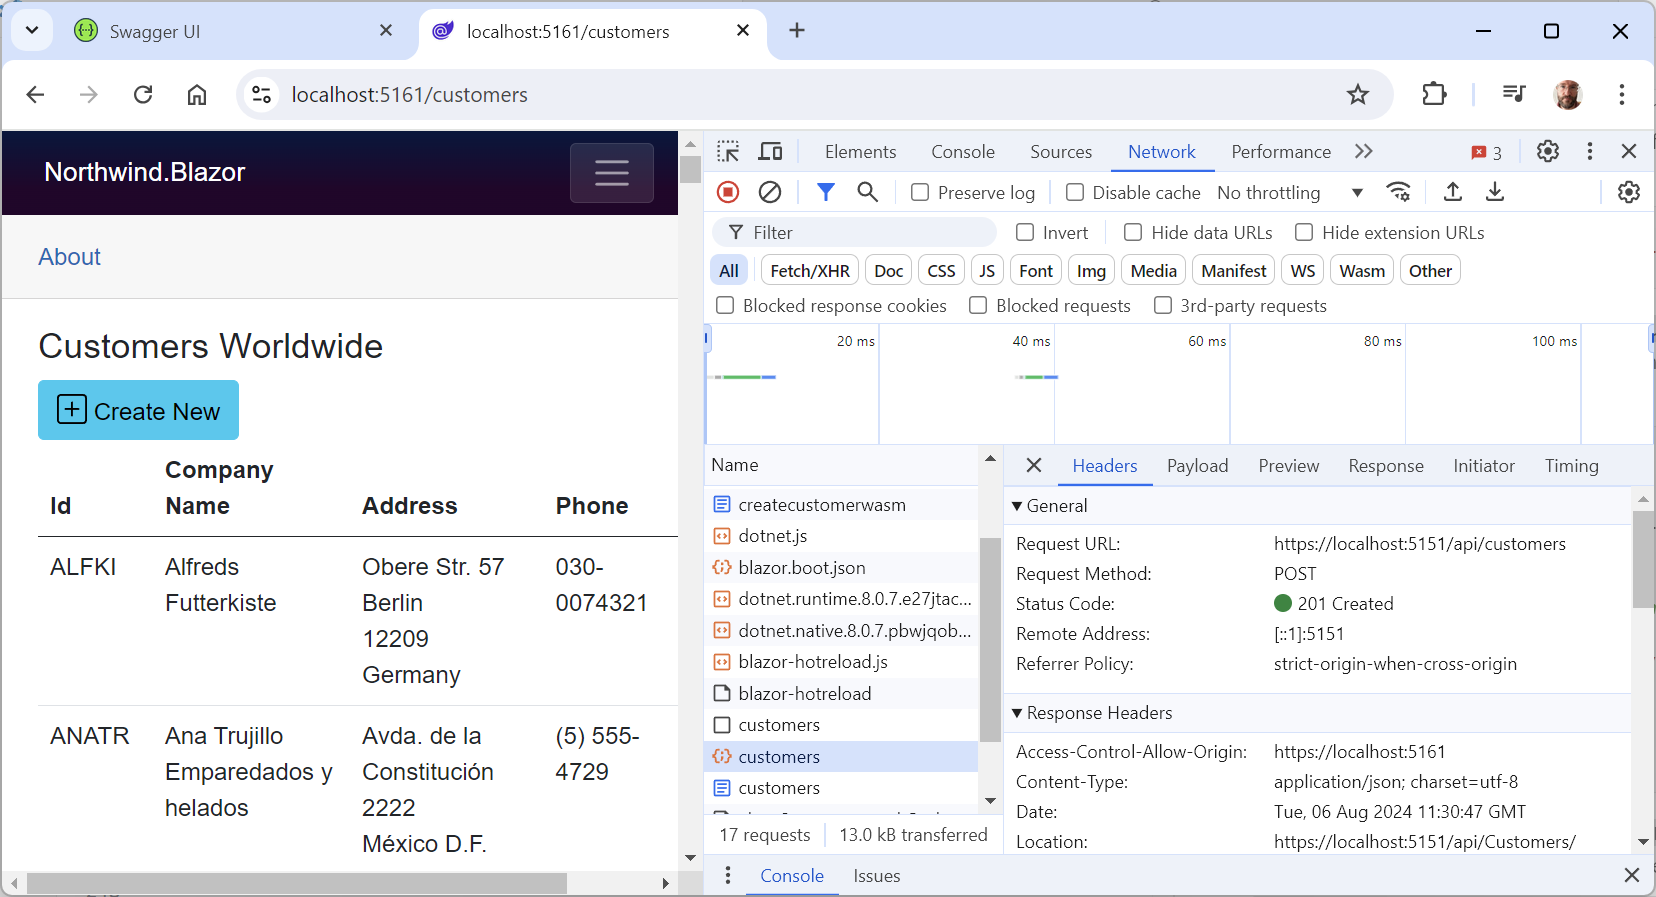 Swagger UI
localhost:5161/customers
localhost:5161/customers
Northwind.Blazor
About
Customers Worldwide
Create New
Id Company Name Address Phone
ALFKI Alfreds Futterkiste Obere Str. 57 Berlin 12209 Germany 030-0074321
ANATR Ana Trujillo Emparedados y helados Avda. de la Constitución 2222 México D.F. (5) 555-4729
Elements Console Sources Network Performance 3
Preserve log Disable cache No throttling
Filter Invert Hide data URLs Hide extension URLs
All Fetch/XHR Doc CSS JS Font Img Media Manifest WS Wasm Other
Blocked response cookies Blocked requests 3rd-party requests
20 ms 40 ms 60 ms 80 ms 100 ms
Name
createcustomerwasm
dotnet.js
blazor.boot.json
dotnet.runtime.8.0.7.e27jtac...
dotnet.native.8.0.7.pbwjqob...
blazor-hotreload.js
blazor-hotreload
customers
customers
customers
17 requests 13.0 kB transferred
Headers Payload Preview Response Initiator Timing
General
Request URL: https://localhost:5151/api/customers
Request Method: POST
Status Code: 201 Created
Remote Address: [::1]:5151
Referrer Policy: strict-origin-when-cross-origin
Response Headers
Access-Control-Allow-Origin: https://localhost:5161
Content-Type: application/json; charset=utf-8
Date: Tue, 06 Aug 2024 11:30:47 GMT
Location: https://localhost:5151/api/Customers/
Console Issues